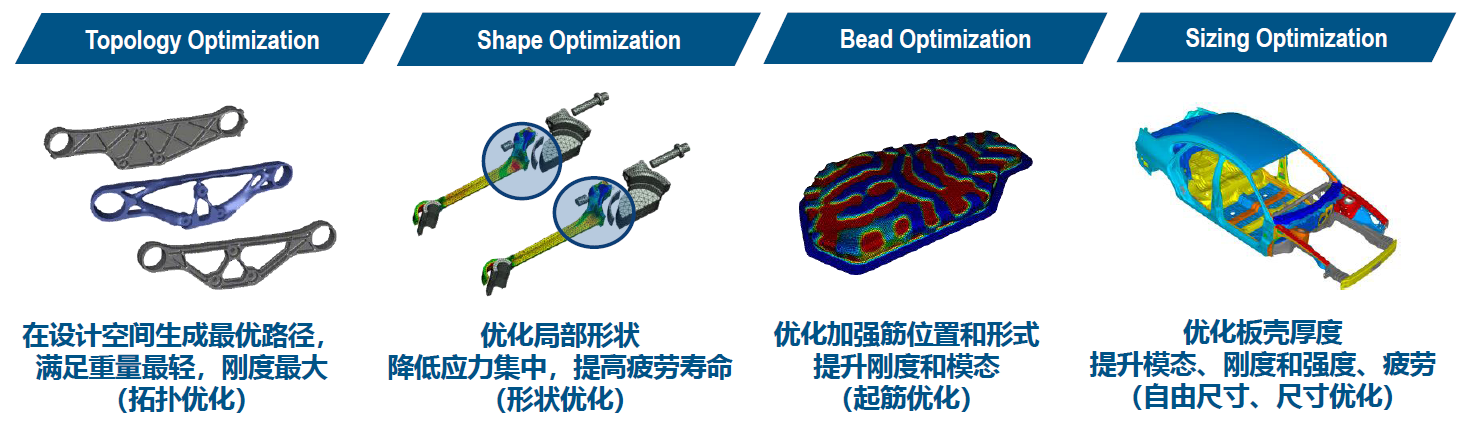 Topology Optimization
Shape Optimization
Bead Optimization
Sizing Optimization
在设计空间生成最优路径，
满足重量最轻，刚度最大
（拓扑优化）
优化局部形状
降低应力集中，提高疲劳寿命
（形状优化）
优化加强筋位置和形式
提升刚度和模态
（起筋优化）
优化板壳厚度
提升模态、刚度和强度、疲劳
（自由尺寸、尺寸优化）